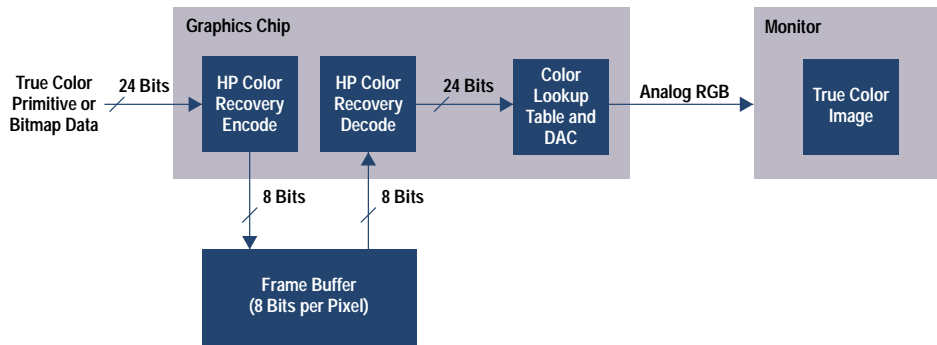 Graphics Chip
Monitor
True Color
Primitive or
Bitmap Data
24 Bits
HP Color
Recovery
Encode
HP Color
Recovery
Decode
24 Bits
Color
Lookup
Table and
DAC
Analog RGB
True Color
Image
8 Bits
8 Bits
Frame Buffer
(8 Bits per Pixel)